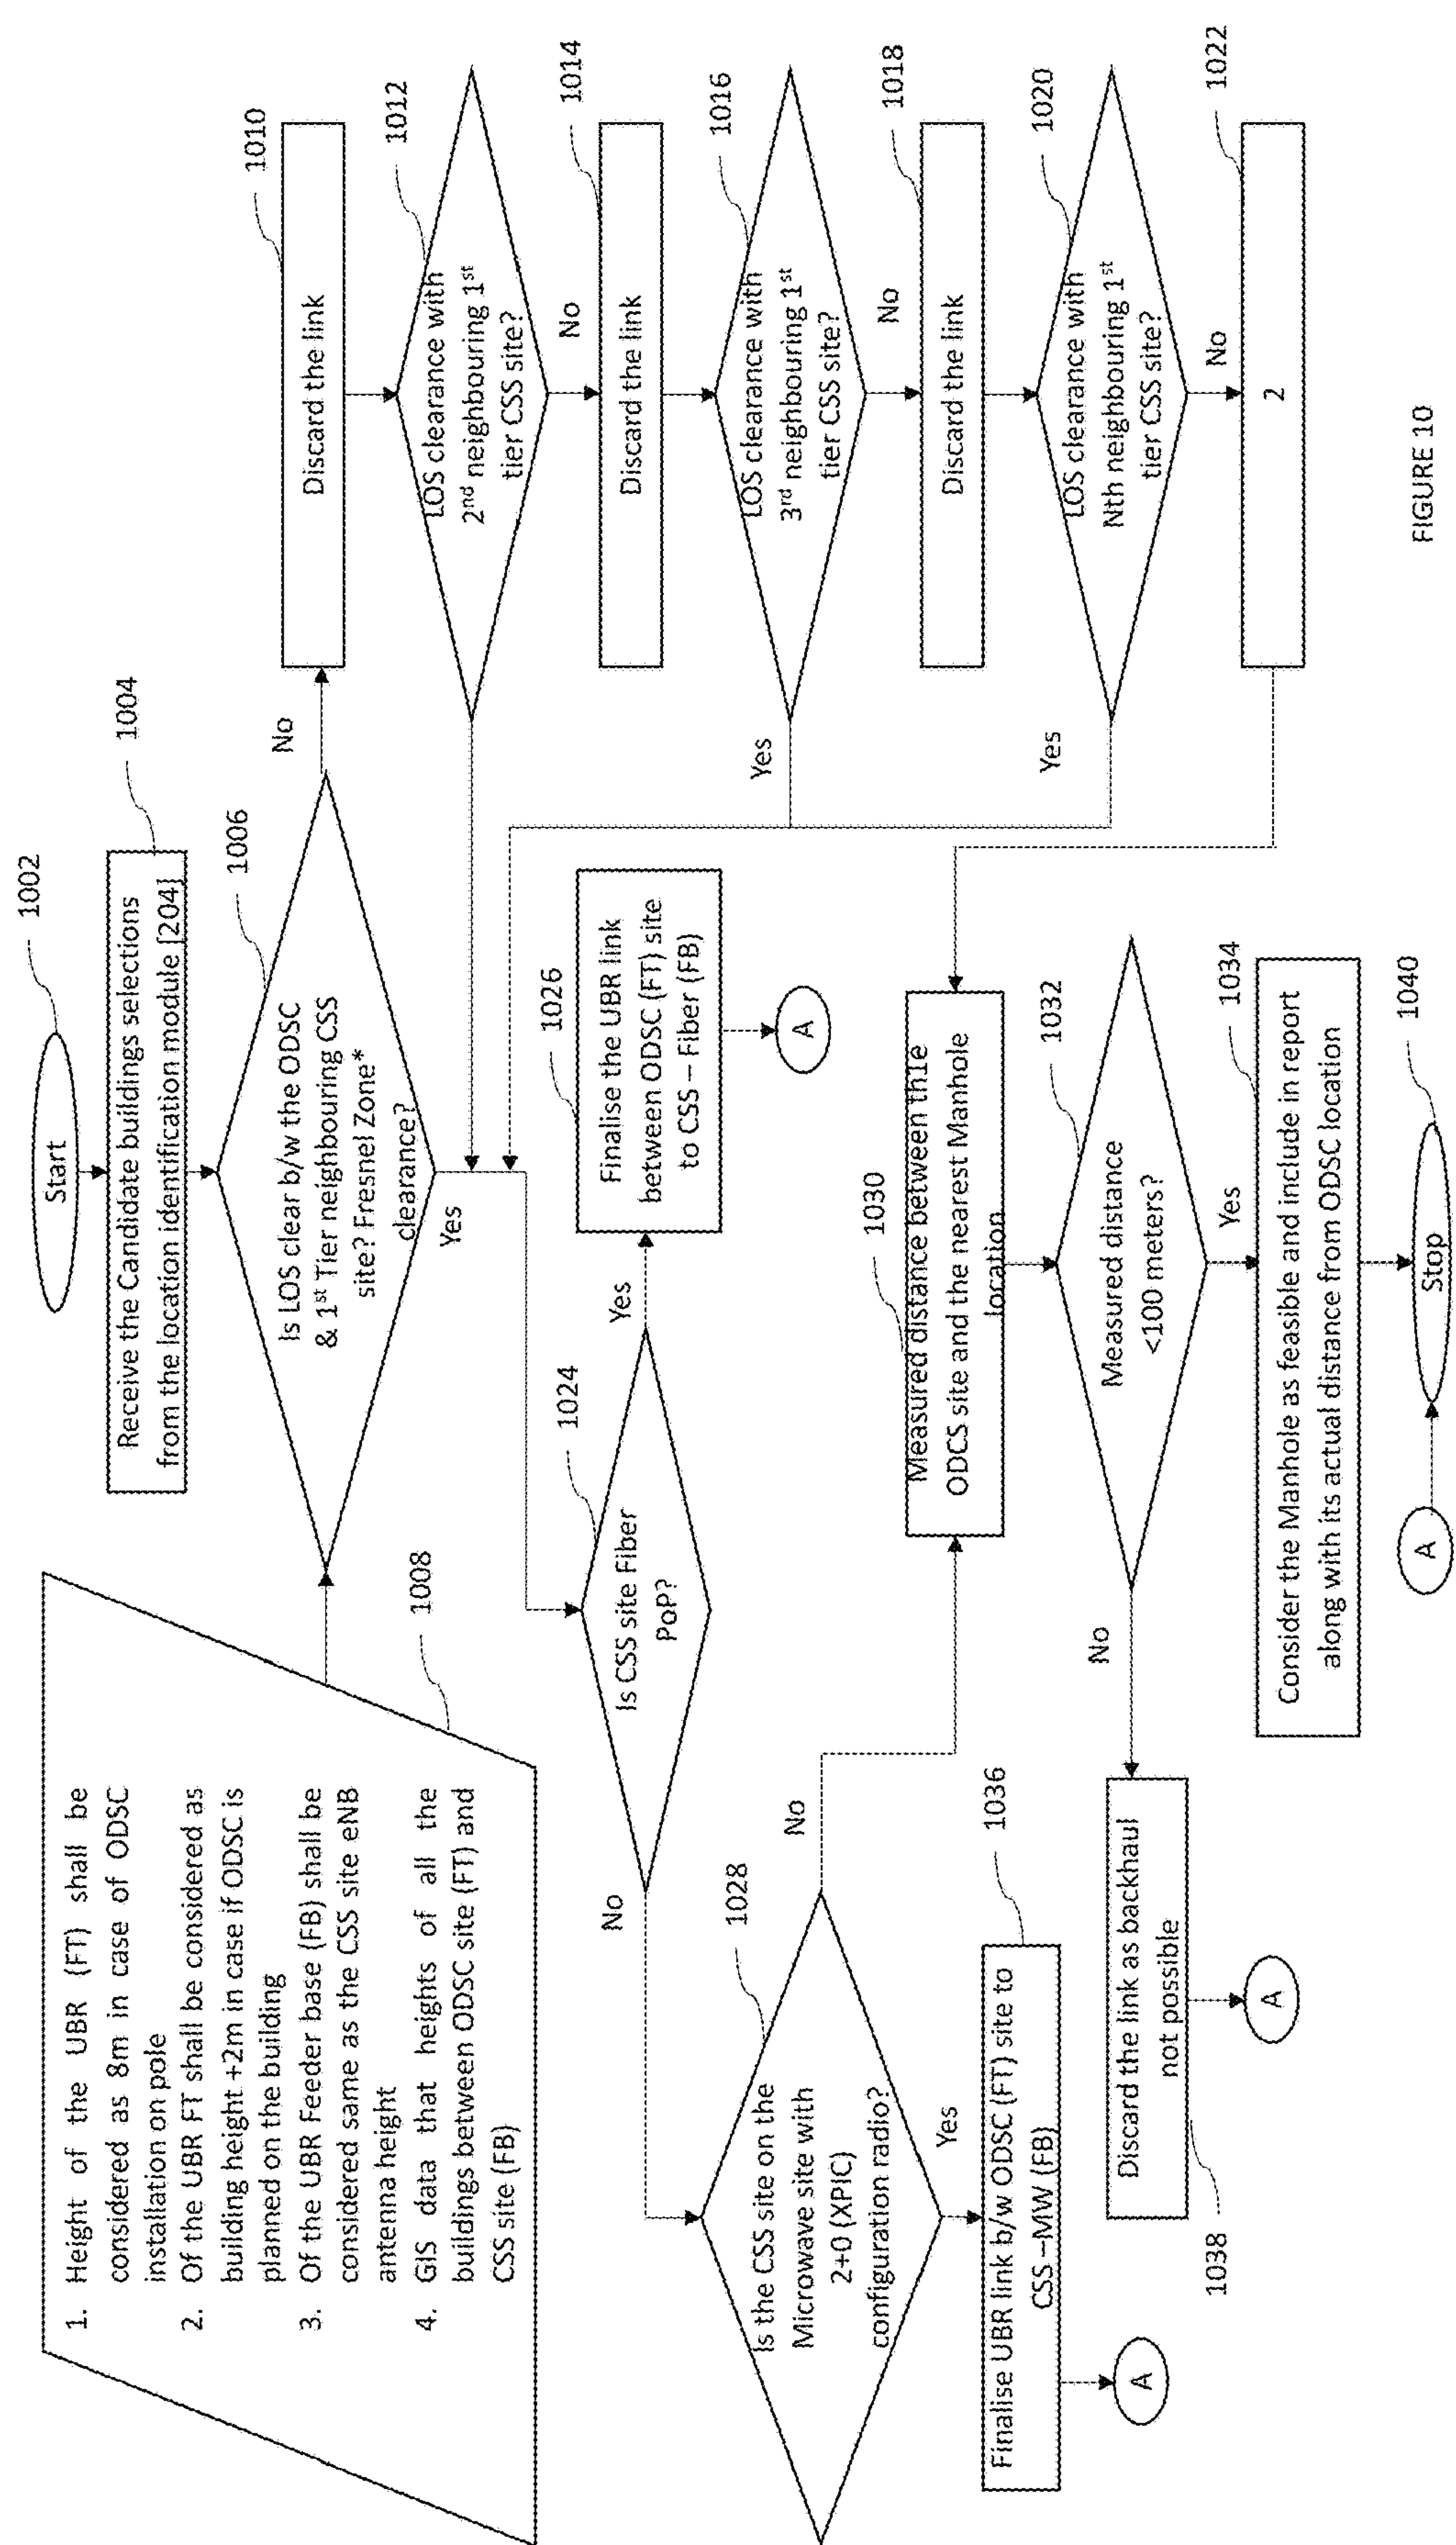 Start
1002
Receive the Candidate buildings selections
from the location identification module [204]
1004
Is LOS clear b/w the ODSC
& 1st Tier neighbouring CSS
site? Fresnel Zone*
clearance?
1006
No
Yes
1. Height of the UBR (FT) shall be
considered as 8m in case of ODSC
installation on pole
2. Of the UBR FT shall be considered as
building height +2m in case if ODSC is
planned on the building
3. Of the UBR Feeder base (FB) shall be
considered same as the CSS site eNB
antenna height
4. GIS data that heights of all the
buildings between ODSC site (FT) and
CSS site (FB)
1008
Discard the link
1010
LOS clearance with
2nd neighbouring 1st
tier CSS site?
1012
No
Discard the link
1014
LOS clearance with
3rd neighbouring 1st
tier CSS site?
1016
Yes
No
Discard the link
1018
LOS clearance with
Nth neighbouring 1st
tier CSS site?
1020
Yes
No
2
1022
Is CSS site Fiber
PoP?
1024
Yes
No
Finalise the UBR link
between ODSC (FT) site
to CSS – Fiber (FB)
1026
A
Is the CSS site on the
Microwave site with
2+0 (XPIC)
configuration radio?
1028
No
Yes
Measured distance between th1e
ODCS site and the nearest Manhole
location
1030
Measured distance
<100 meters?
1032
Yes
No
Consider the Manhole as feasible and include in report
along with its actual distance from ODSC location
1034
Finalise UBR link b/w ODSC (FT) site to
CSS –MW (FB)
1036
A
Discard the link as backhaul
not possible
1038
A
A
Stop
1040
FIGURE 10